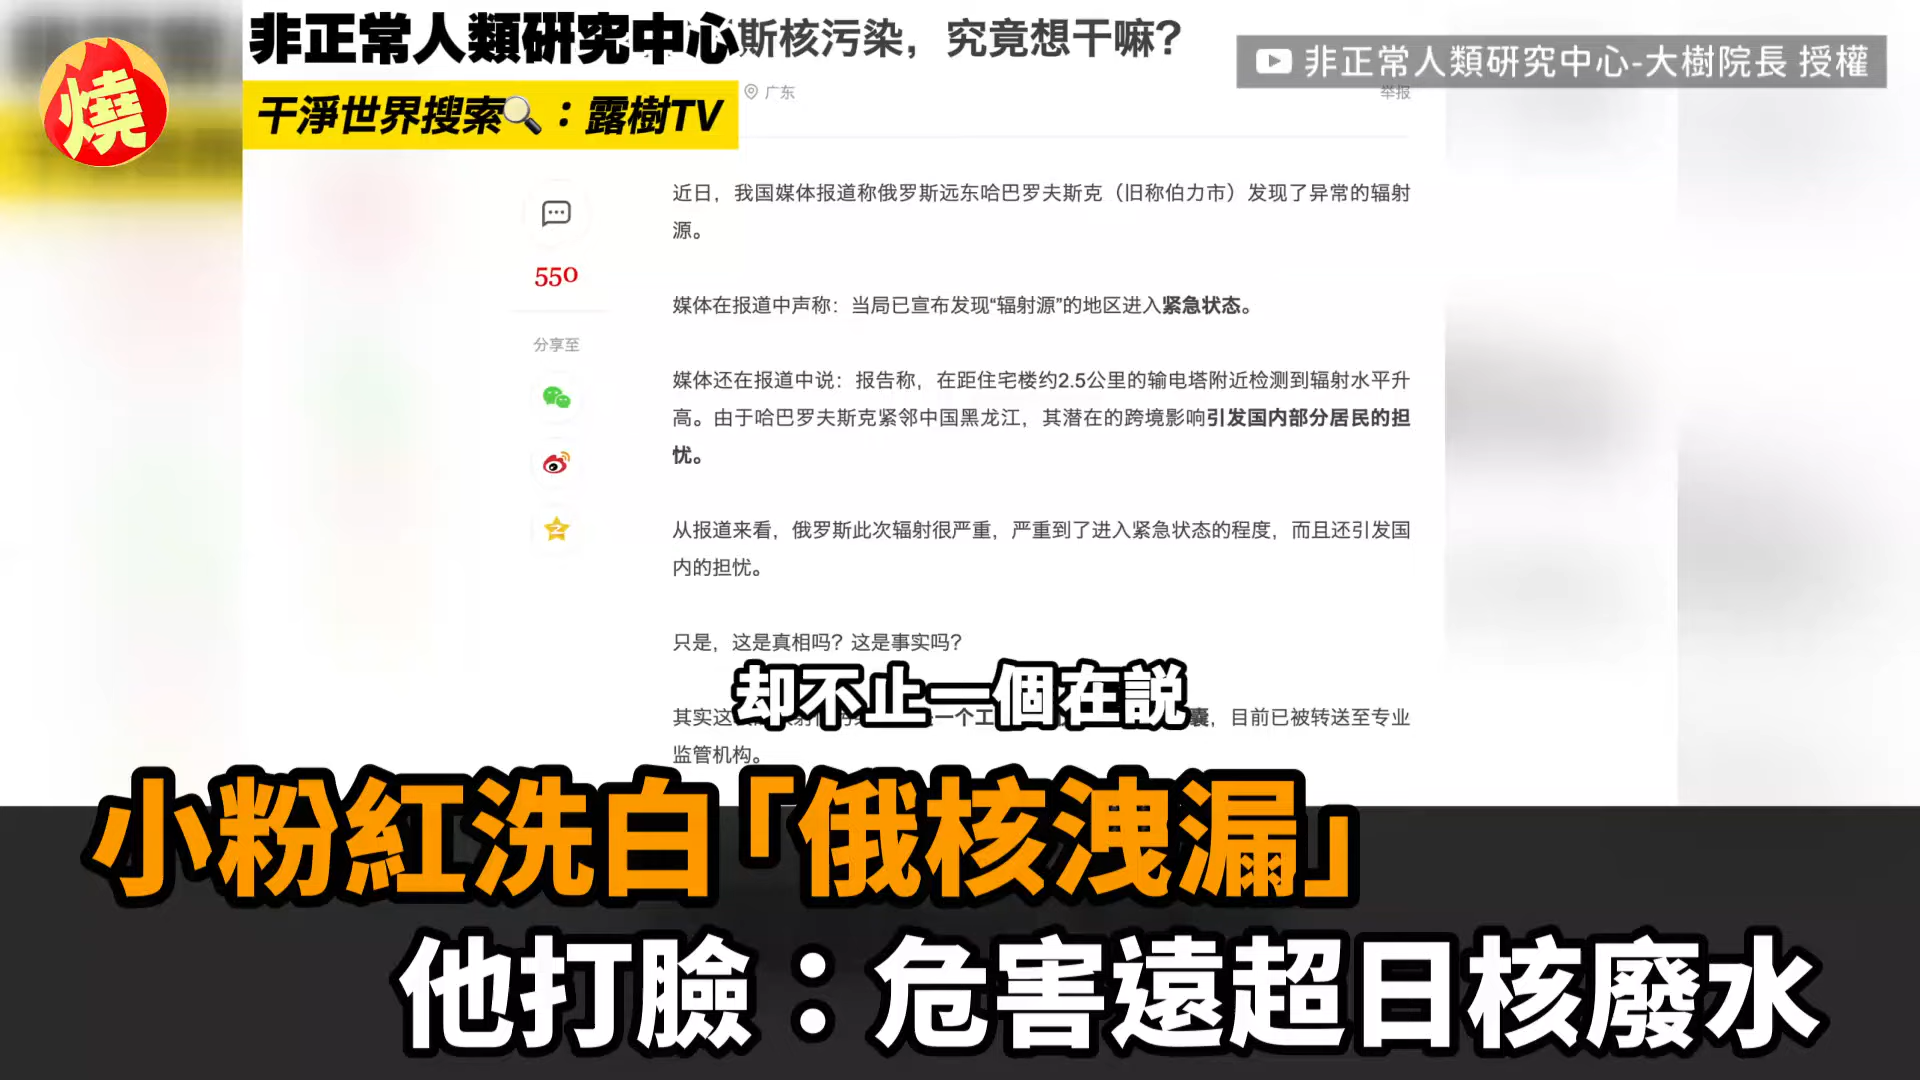 燒
非正常人類研究中心
斯核污染，究竟想干嘛？
干淨世界搜索🔍：露樹TV
广东
非正常人類研究中心-大樹院長 授權
举报
近日，我国媒体报道称俄罗斯远东哈巴罗夫斯克（旧称伯力市）发现了异常的辐射
源。
550
媒体在报道中声称：当局已宣布发现“辐射源”的地区进入紧急状态。
分享至
媒体还在报道中说：报告称，在距住宅楼约2.5公里的输电塔附近检测到辐射水平升
高。由于哈巴罗夫斯克紧邻中国黑龙江，其潜在的跨境影响引发国内部分居民的担
忧。
从报道来看，俄罗斯此次辐射很严重，严重到了进入紧急状态的程度，而且还引发国
内的担忧。
只是，这是真相吗？这是事实吗？
却不止一個在説
其实这 一个工 囊，目前已被转送至专业
监管机构。
小粉紅洗白「俄核洩漏」
他打臉：危害遠超日核廢水